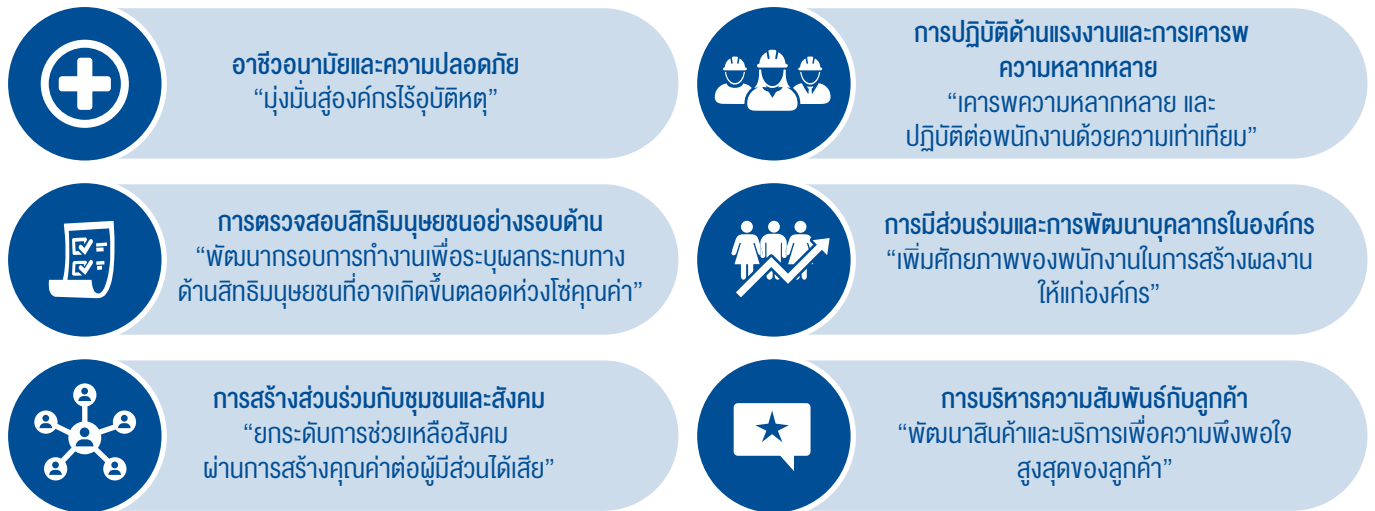 อาชีวอนามัยและความปลอดภัย
“มุ่งมั่นสู่องค์กรไร้อุบัติหตุ”
การปฏิบัติด้านแรงงานและการเคารพ
ความหลากหลาย
“เคารพความหลากหลาย และ
ปฏิบัติต่อพนักงานด้วยความเท่าเทียม”
การตรวจสอบสิทธิมนุษยชนอย่างรอบด้าน
“พัฒนากรอบการทำงานเพื่อระบุผลกระทบทาง
ด้านสิทธิมนุษยชนที่อาจเกิดขึ้นตลอดห่วงโซ่คุณค่า”
การมีส่วนร่วมและการพัฒนาบุคลากรในองค์กร
“เพิ่มศักยภาพของพนักงานในการสร้างผลงาน
ให้แก่องค์กร”
การสร้างส่วนร่วมกับชุมชนและสังคม
“ยกระดับการช่วยเหลือสังคม
ผ่านการสร้างคุณค่าต่อผู้มีส่วนได้เสีย”
การบริหารความสัมพันธ์กับลูกค้า
“พัฒนาสินค้าและบริการเพื่อความพึงพอใจ
สูงสุดของลูกค้า”